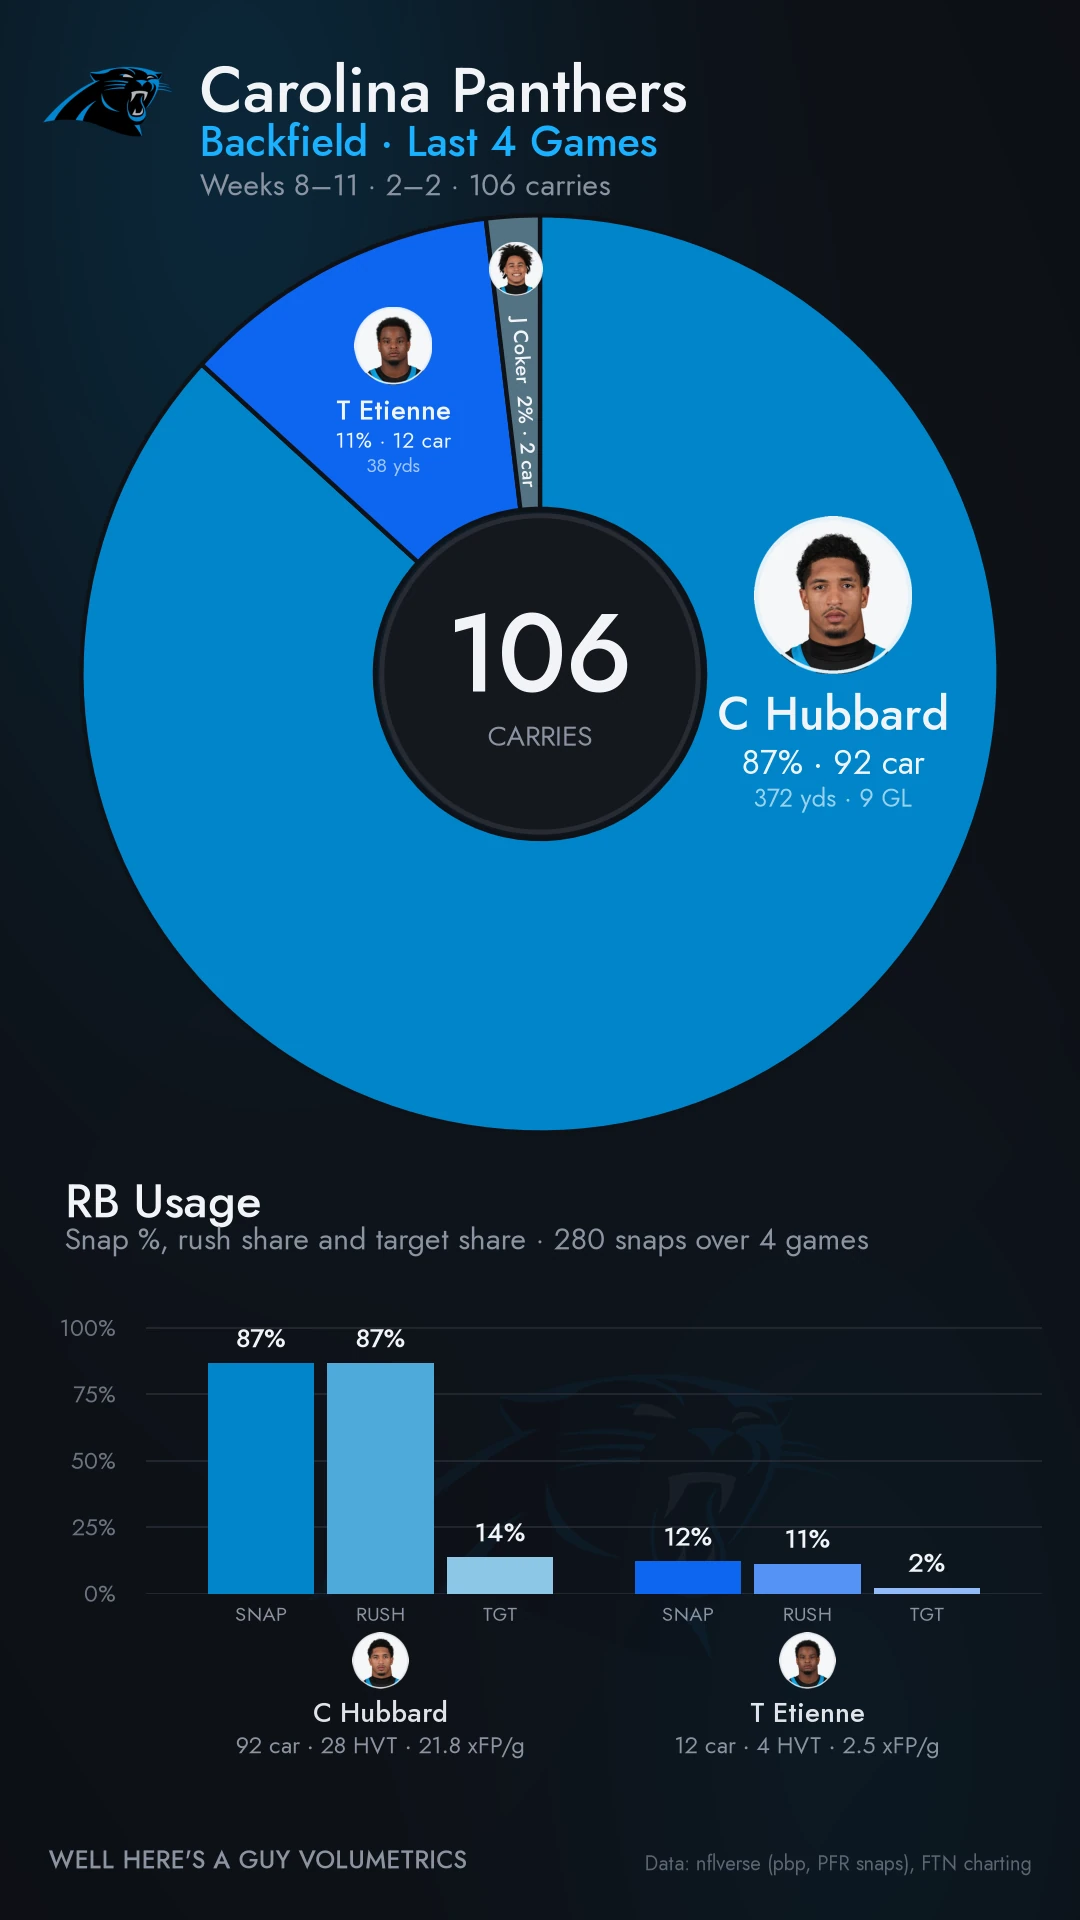 Carolina Panthers
Backfield · Last 4 Games
Weeks 8–11 · 2–2 · 106 carries
J Coker 2% · 2 car
T Etienne
11% · 12 car
38 yds
106
CARRIES
C Hubbard
87% · 92 car
372 yds · 9 GL
RB Usage
Snap %, rush share and target share · 280 snaps over 4 games
100%
75%
50%
25%
0%
87%
87%
14%
12%
11%
2%
SNAP
RUSH
TGT
SNAP
RUSH
TGT
C Hubbard
92 car · 28 HVT · 21.8 xFP/g
T Etienne
12 car · 4 HVT · 2.5 xFP/g
WELL HERE'S A GUY VOLUMETRICS
Data: nflverse (pbp, PFR snaps), FTN charting